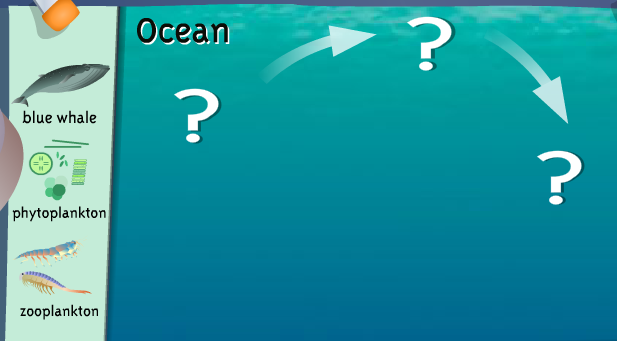 Ocean
?
?
?
blue whale
phytoplankton
zooplankton